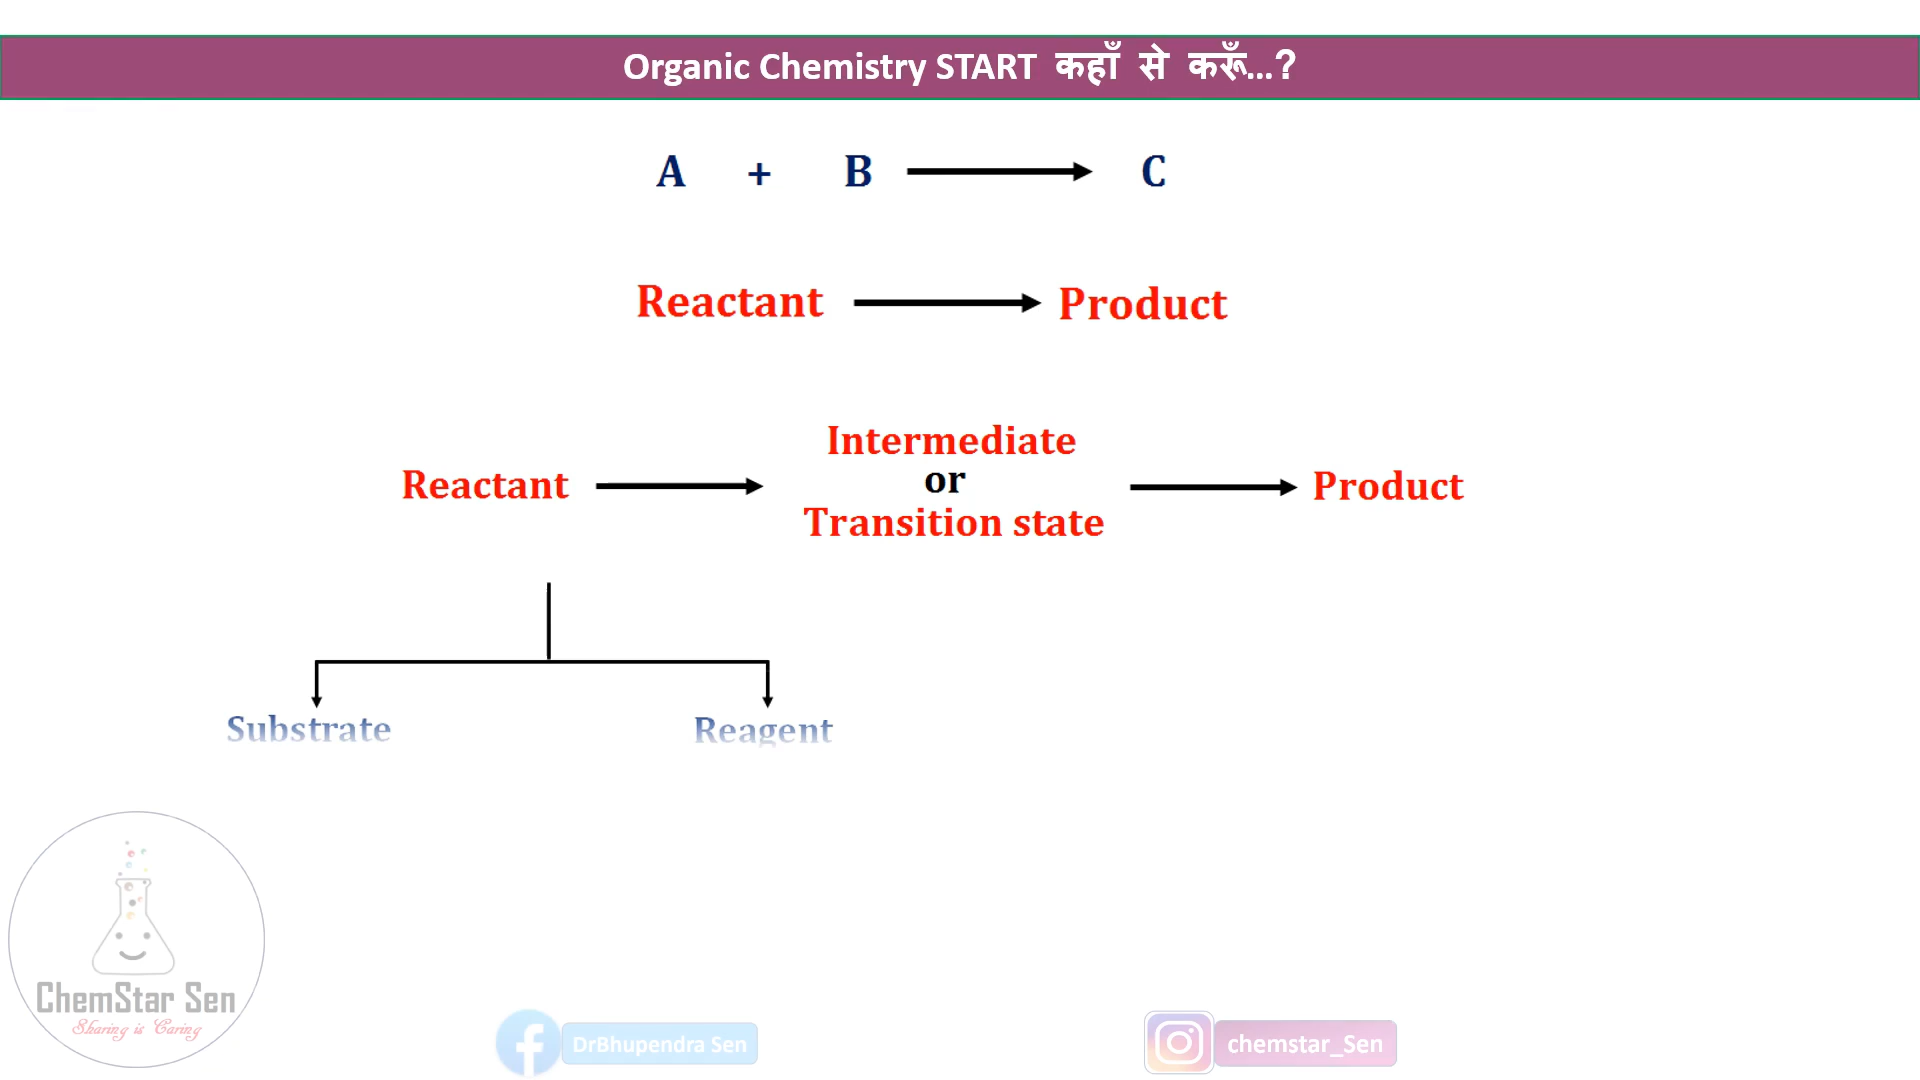 Organic Chemistry START कहाँ से करूँ...?
A + B ⟶ C
Reactant ⟶ Product
Intermediate
Reactant ⟶ or ⟶ Product
Transition state
Substrate Reagent
ChemStar Sen
Sharing is Caring
DrBhupendra Sen
chemstar_Sen